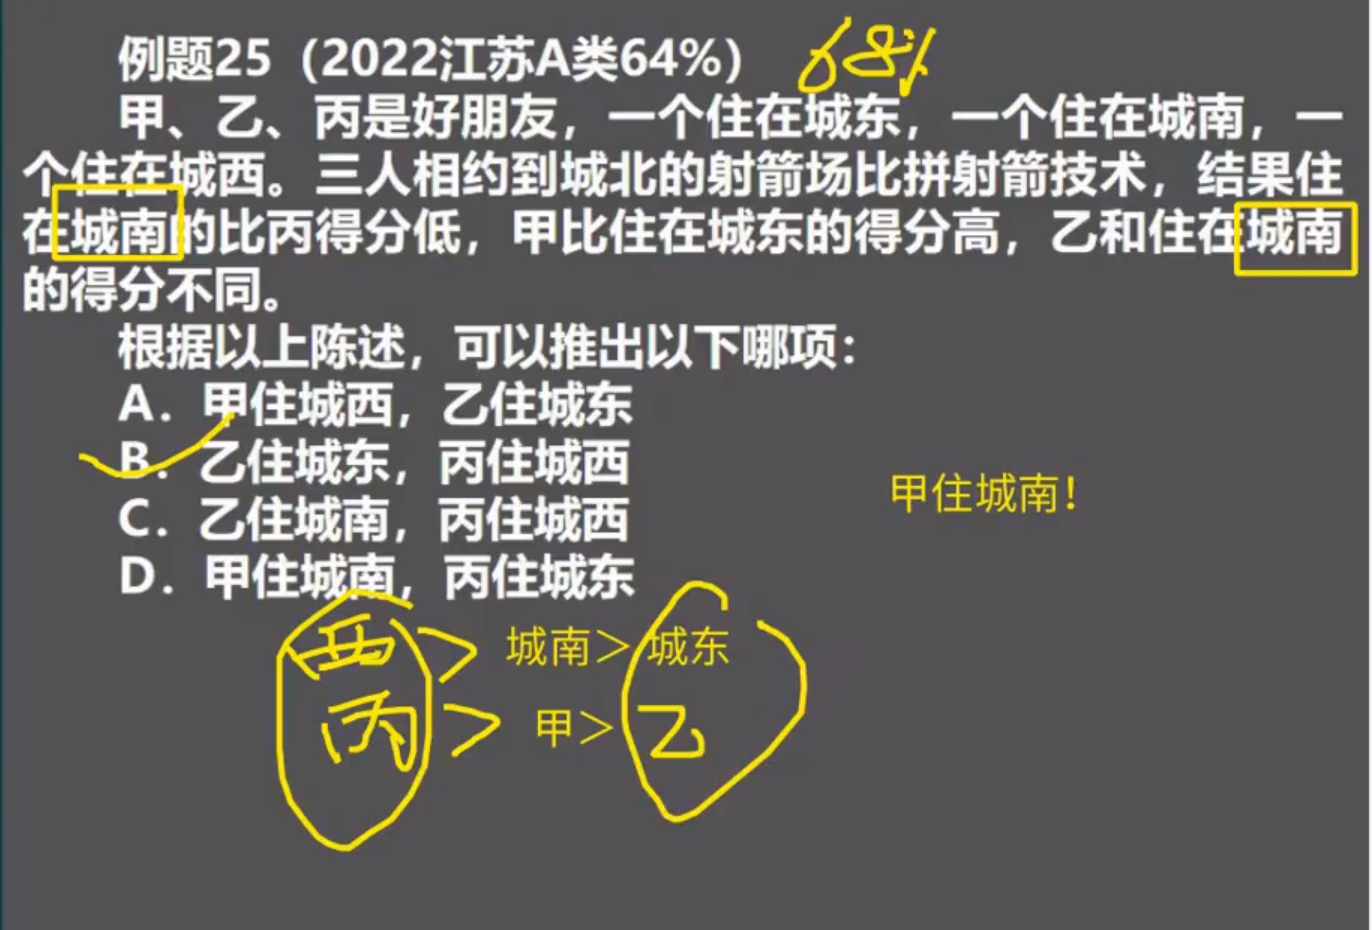 例题25（2022江苏A类64%） 68%
甲、乙、丙是好朋友，一个住在城东，一个住在城南，一
个住在城西。三人相约到城北的射箭场比拼射箭技术，结果住
在城南的比丙得分低，甲比住在城东的得分高，乙和住在城南
的得分不同。
根据以上陈述，可以推出以下哪项：
A．甲住城西，乙住城东
B．乙住城东，丙住城西
甲住城南！
C．乙住城南，丙住城西
D．甲住城南，丙住城东
西＞城南＞城东
丙＞甲＞乙